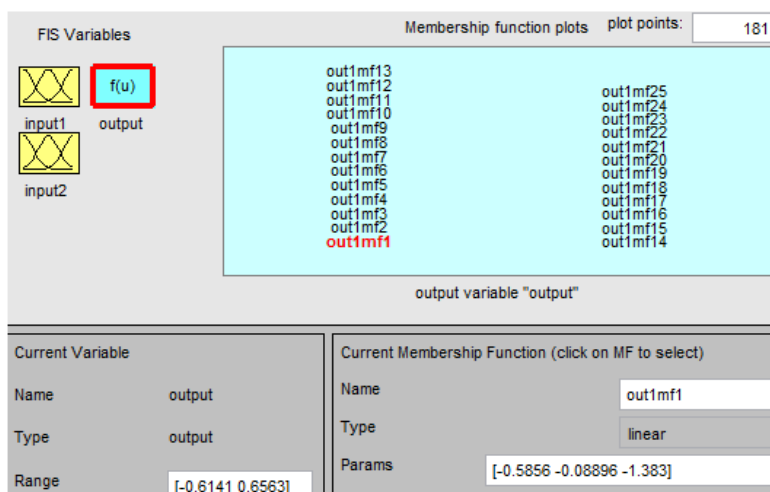 FIS Variables
Membership function plots
plot points:
181
f(u)
input1
output
input2
out1mf13
out1mf12
out1mf11
out1mf10
out1mf9
out1mf8
out1mf7
out1mf6
out1mf5
out1mf4
out1mf3
out1mf2
out1mf1
out1mf25
out1mf24
out1mf23
out1mf22
out1mf21
out1mf20
out1mf19
out1mf18
out1mf17
out1mf16
out1mf15
out1mf14
output variable "output"
Current Variable
Name output
Type output
Range [-0.6141 0.6563]
Current Membership Function (click on MF to select)
Name out1mf1
Type linear
Params [-0.5856 -0.08896 -1.383]